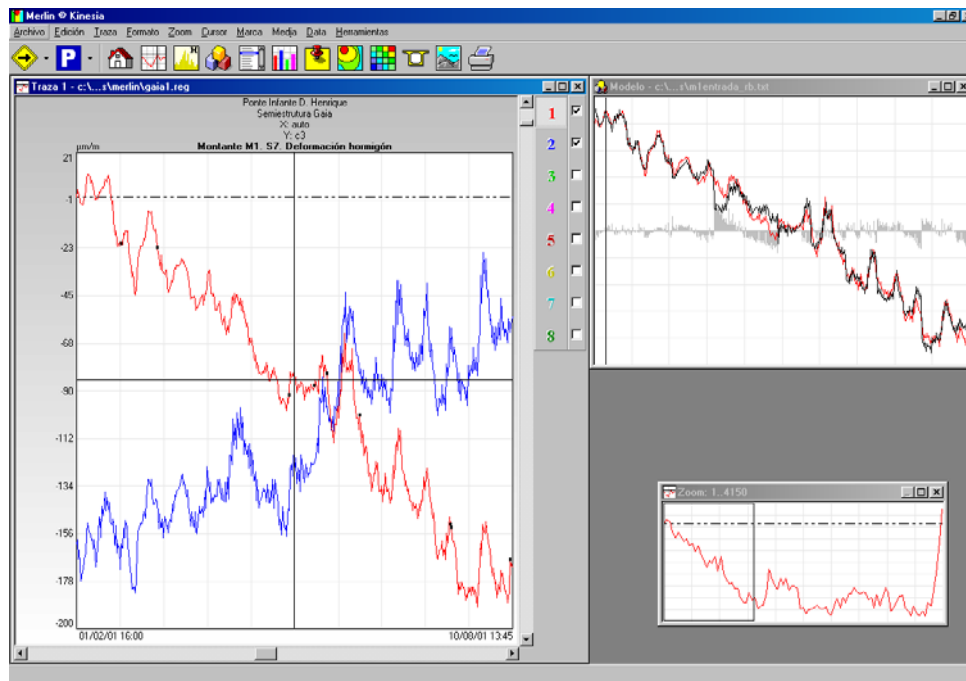 Merlin © Kinesia
Archivo Edición Traza Formato Zoom Cursor Marca Medja Data Herramientas
Traza 1 - c:\...s\merlin\gaia1.reg
Ponte Infante D. Henrique
Semiestrutura Gaia
X: auto
Y: c3
µm/m
Montante M1. S7. Deformación hormigón
21
-1
-23
-45
-68
-90
-112
-134
-156
-178
-200
01/02/01 16:00
10/00/01 13:45
1
2
3
4
5
6
7
8
Modelo - c:\...s\m1entrada_rb.txt
Zoom: 1..4150